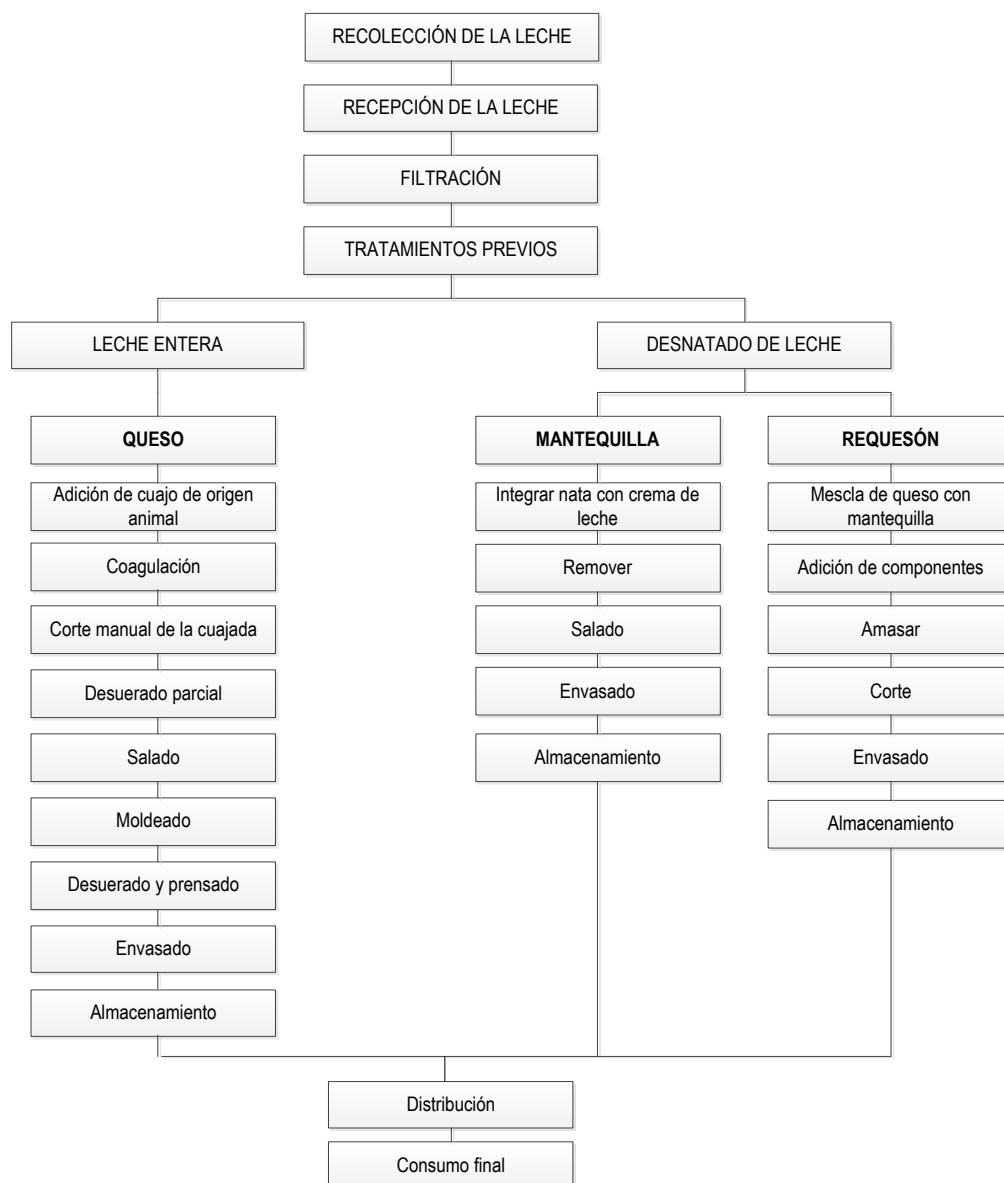 RECOLECCIÓN DE LA LECHE
RECEPCIÓN DE LA LECHE
FILTRACIÓN
TRATAMIENTOS PREVIOS
LECHE ENTERA
DESNATADO DE LECHE
QUESO
Adición de cuajo de origen
animal
Coagulación
Corte manual de la cuajada
Desuerado parcial
Salado
Moldeado
Desuerado y prensado
Envasado
Almacenamiento
MANTEQUILLA
Integrar nata con crema de
leche
Remover
Salado
Envasado
Almacenamiento
REQUESÓN
Mescla de queso con
mantequilla
Adición de componentes
Amasar
Corte
Envasado
Almacenamiento
Distribución
Consumo final